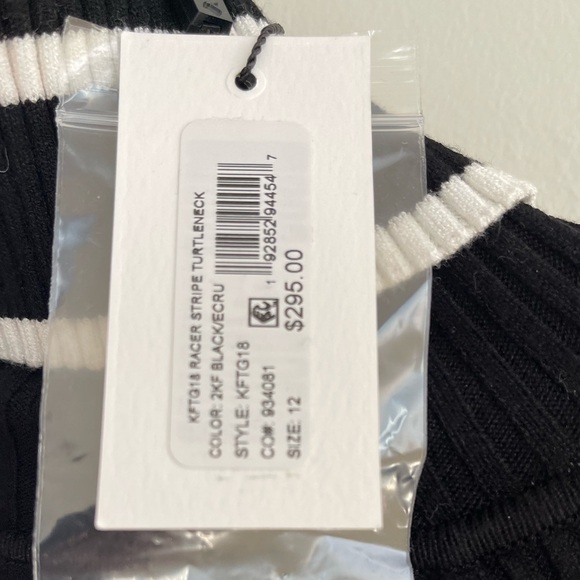 KFTG18 RACER STRIPE TURTLENECK
COLOR: 2KF BLACK/ECRU
STYLE: KFTG18
CO#: 934081
SIZE: 12
1 92852 94454 7
$295.00